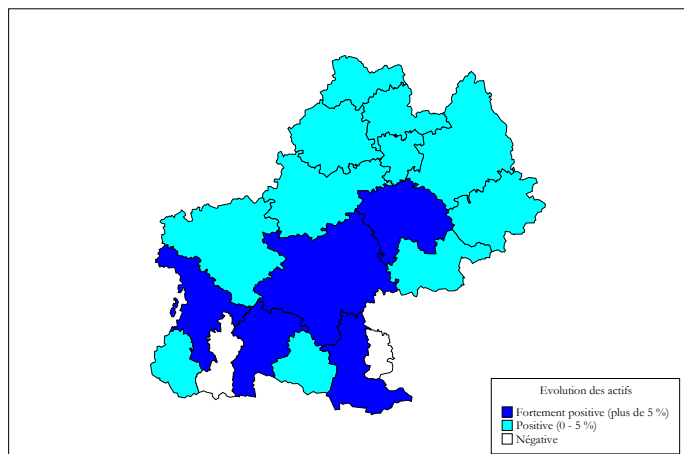 Evolution des actifs
Fortement positive (plus de 5 %)
Positive (0 - 5 %)
Négative